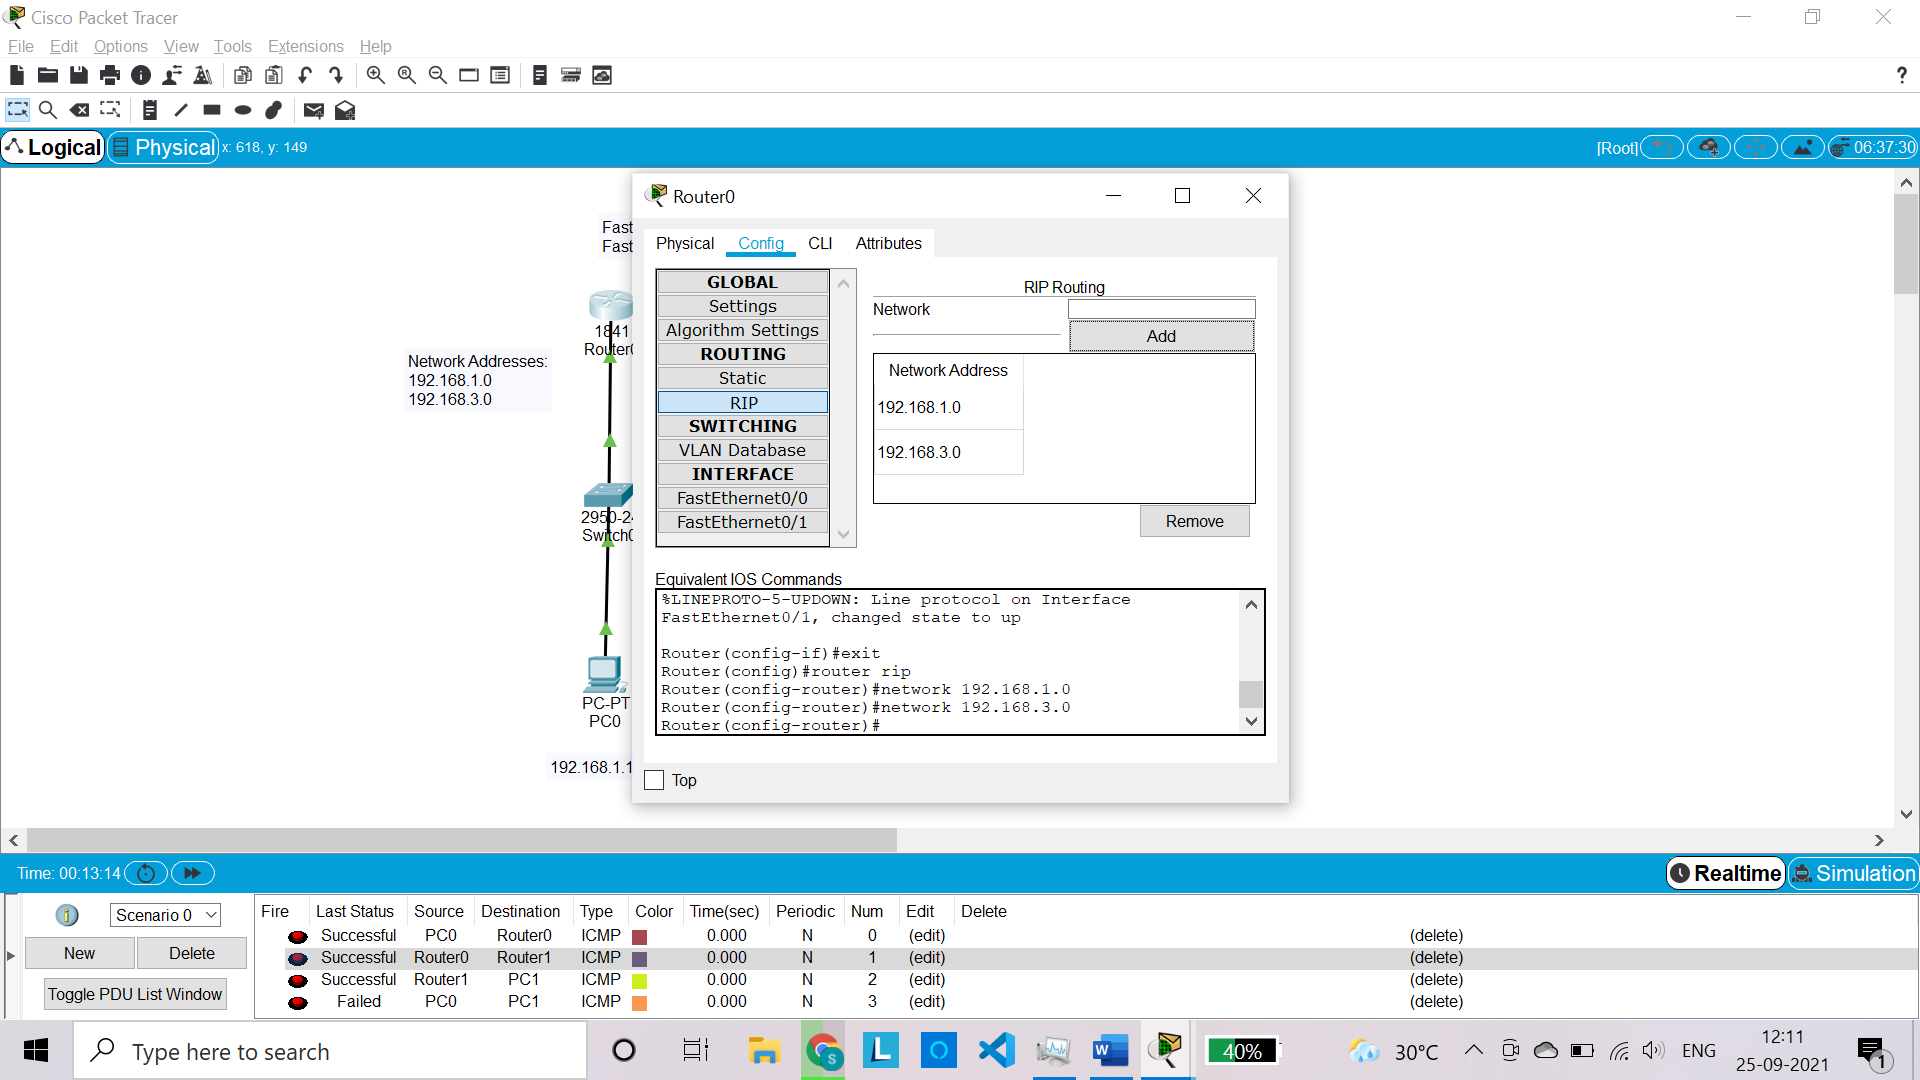 Cisco Packet Tracer
File Edit Options View Tools Extensions Help
?
Logical Physical x: 618, y: 149 [Root] 06:37:30
Fast
Fast
1841
Router0
Network Addresses:
192.168.1.0
192.168.3.0
2950-24
Switch0
PC-PT
PC0
192.168.1.1
Router0
Physical Config CLI Attributes
GLOBAL
Settings
Algorithm Settings
ROUTING
Static
RIP
SWITCHING
VLAN Database
INTERFACE
FastEthernet0/0
FastEthernet0/1
RIP Routing
Network
Add
Network Address
192.168.1.0
192.168.3.0
Remove
Equivalent IOS Commands
%LINEPROTO-5-UPDOWN: Line protocol on Interface
FastEthernet0/1, changed state to up
Router(config-if)#exit
Router(config)#router rip
Router(config-router)#network 192.168.1.0
Router(config-router)#network 192.168.3.0
Router(config-router)#
Top
Time: 00:13:14 Realtime Simulation
Scenario 0
New Delete
Toggle PDU List Window
Fire Last Status Source Destination Type Color Time(sec) Periodic Num Edit Delete
Successful PC0 Router0 ICMP 0.000 N 0 (edit) (delete)
Successful Router0 Router1 ICMP 0.000 N 1 (edit) (delete)
Successful Router1 PC1 ICMP 0.000 N 2 (edit) (delete)
Failed PC0 PC1 ICMP 0.000 N 3 (edit) (delete)
Type here to search
S
L
W
40%
30°C
ENG
12:11
25-09-2021
1